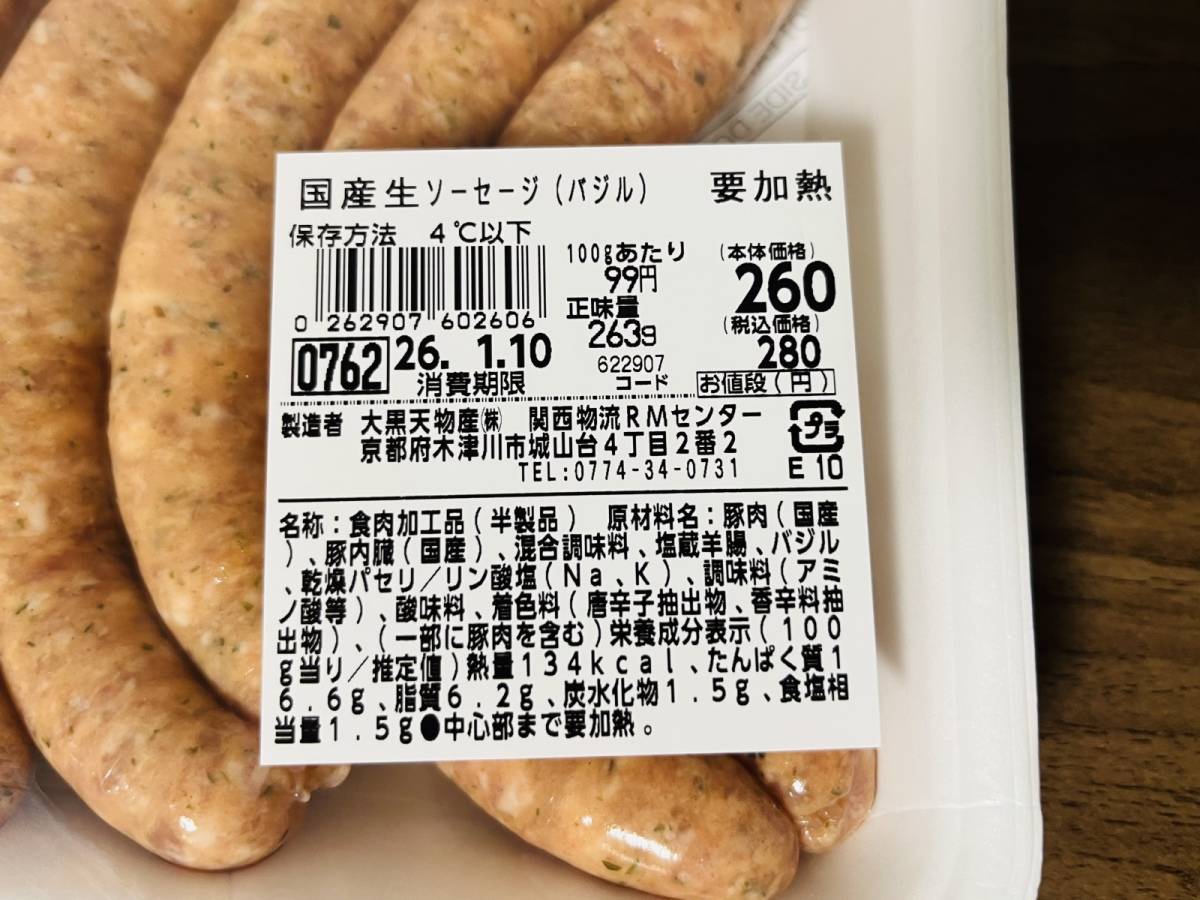 国産生ソーセージ(バジル) 要加熱
保存方法 4℃以下
0 262907 602606
0762 26. 1.10
消費期限
100gあたり
99円
正味量
263g
622907
コード
(本体価格)
260
(税込価格)
280
お値段(円)
製造者 大黒天物産㈱ 関西物流RMセンター
京都府木津川市城山台4丁目2番2
TEL:0774-34-0731
プラ
E10
名称:食肉加工品(半製品) 原材料名:豚肉(国産
)、豚内臓(国産)、混合調味料、塩蔵羊腸、バジル
、乾燥パセリ/リン酸塩(Na、K)、調味料(アミ
ノ酸等)、酸味料、着色料(唐辛子抽出物、香辛料抽
出物)、(一部に豚肉を含む)栄養成分表示(100
g当り/推定値)熱量134kcal、たんぱく質1
6.6g、脂質6.2g、炭水化物1.5g、食塩相
当量1.5g●中心部まで要加熱。